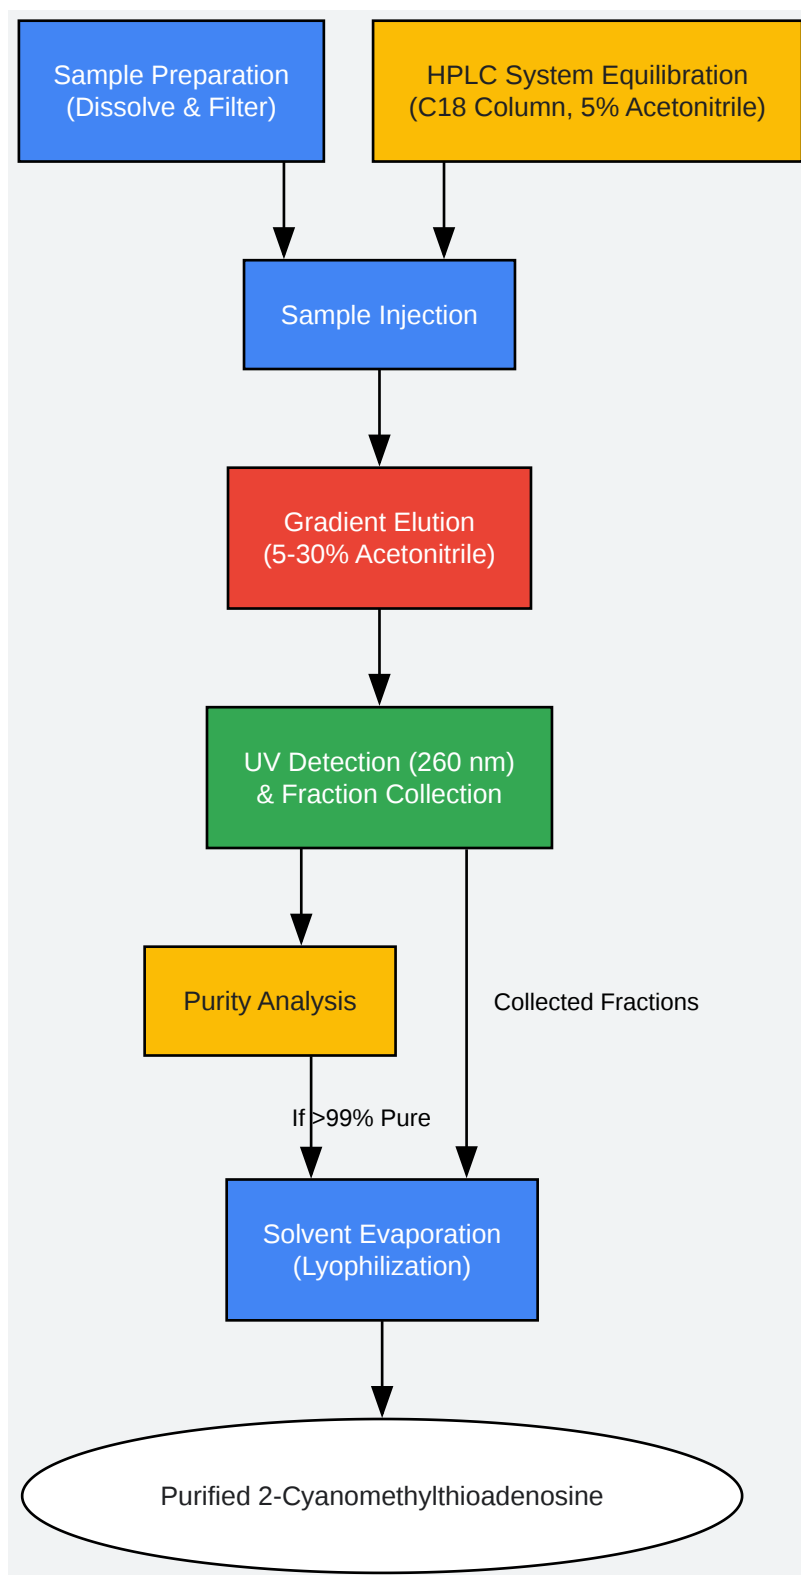 Sample Preparation
(Dissolve & Filter)
HPLC System Equilibration
(C18 Column, 5% Acetonitrile)
Sample Injection
Gradient Elution
(5-30% Acetonitrile)
UV Detection (260 nm)
& Fraction Collection
Purity Analysis
Collected Fractions
If >99% Pure
Solvent Evaporation
(Lyophilization)
Purified 2-Cyanomethylthioadenosine